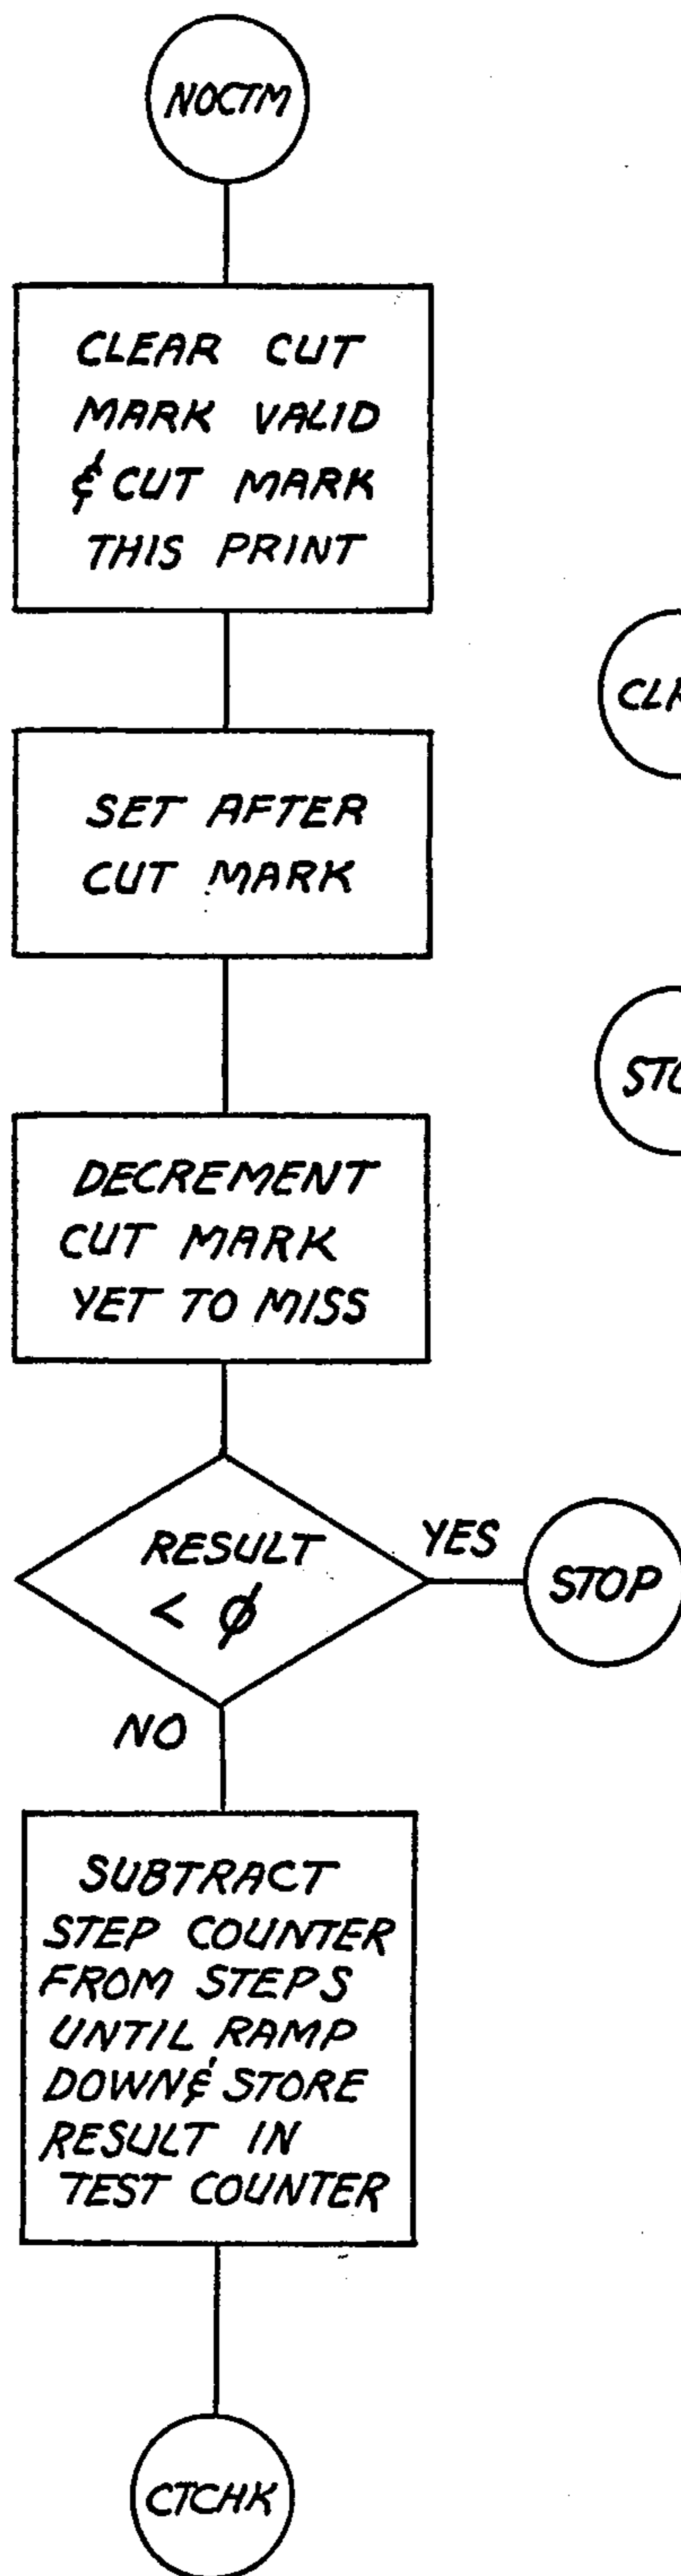 NOCTM
CLEAR CUT
MARK VALID
& CUT MARK
THIS PRINT
SET AFTER
CUT MARK
DECREMENT
CUT MARK
YET TO MISS
RESULT
< Ø
YES
STOP
NO
SUBTRACT
STEP COUNTER
FROM STEPS
UNTIL RAMP
DOWN & STORE
RESULT IN
TEST COUNTER
CTCHK